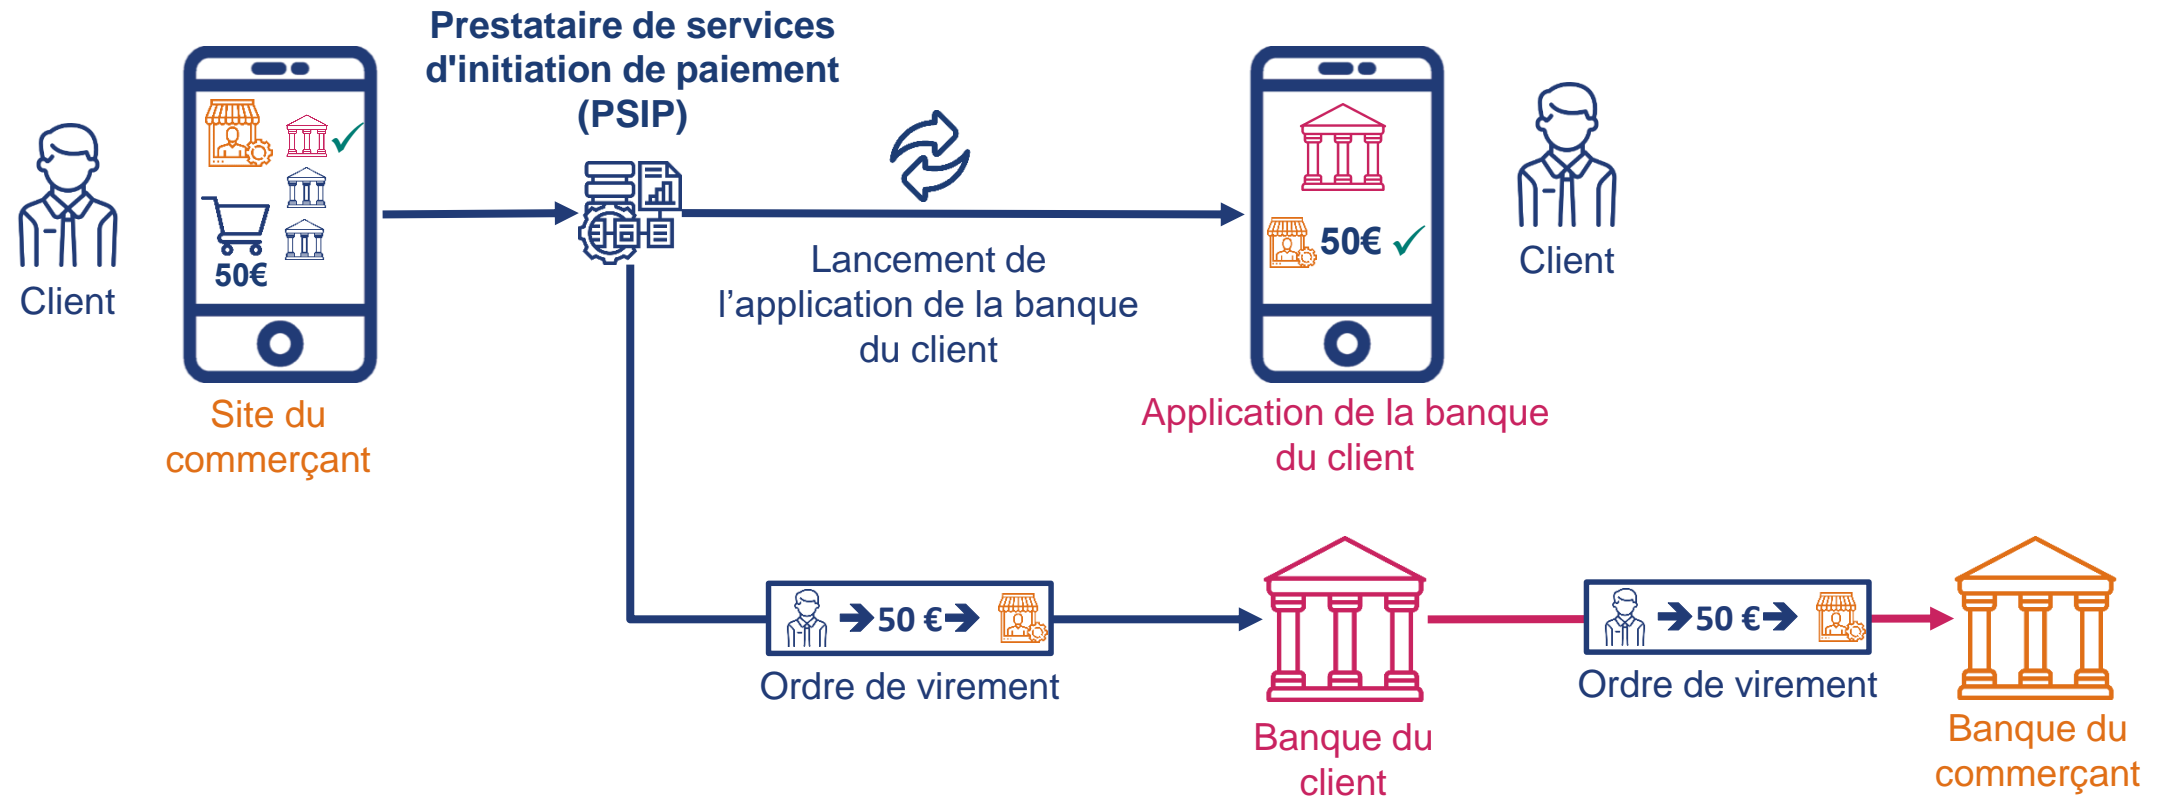 Prestataire de services
d'initiation de paiement
(PSIP)
50€
Client
Site du
commerçant
Lancement de
l’application de la banque
du client
50€
Client
Application de la banque
du client
50 €
Ordre de virement
Banque du
client
50 €
Ordre de virement
Banque du
commerçant